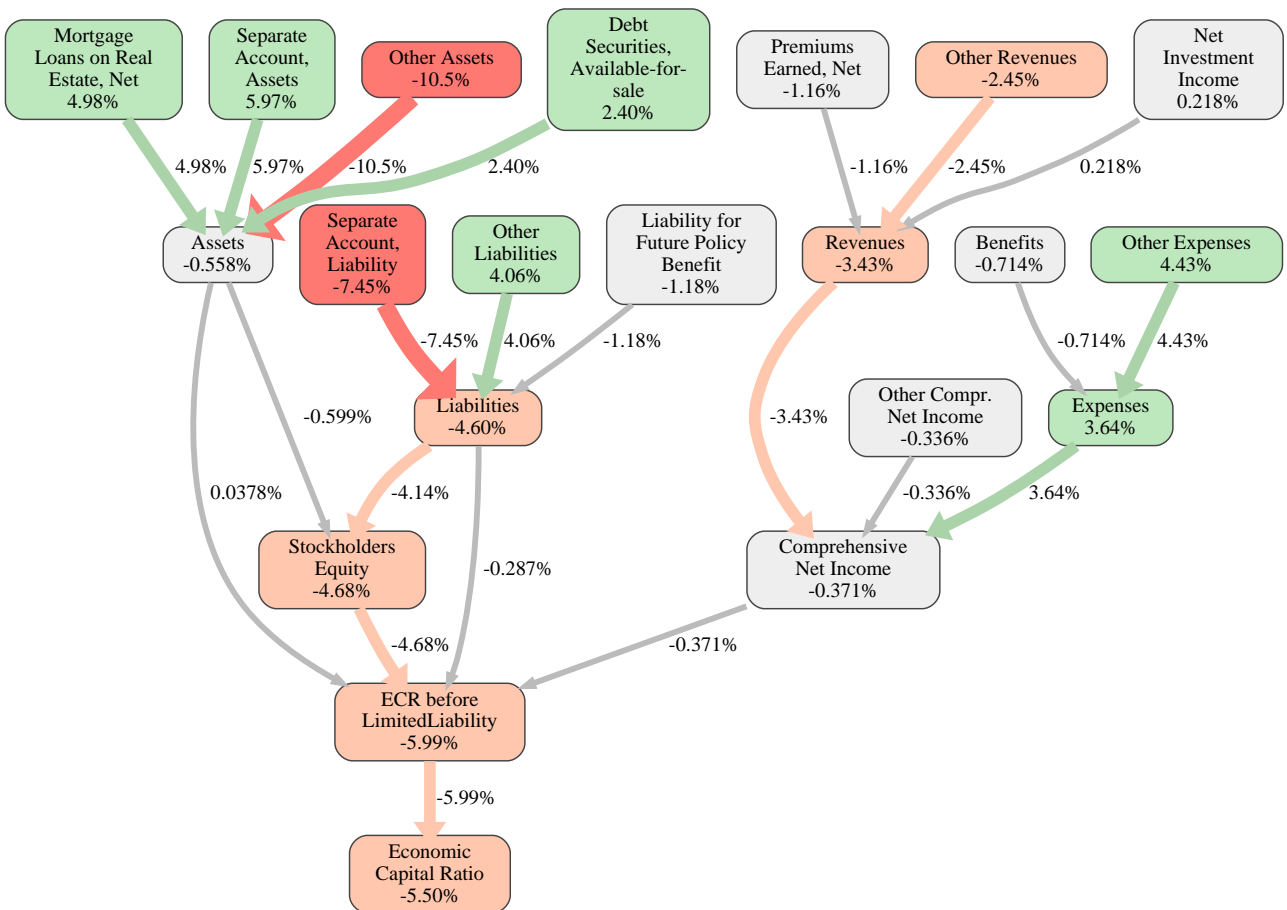 Mortgage
Loans on Real
Estate, Net
4.98%
Separate
Account,
Assets
5.97%
Other Assets
-10.5%
Debt
Securities,
Available-for-
sale
2.40%
Premiums
Earned, Net
-1.16%
Other Revenues
-2.45%
Net
Investment
Income
0.218%
4.98%
5.97%
-10.5%
2.40%
-1.16%
-2.45%
0.218%
Assets
-0.558%
Separate
Account,
Liability
-7.45%
Other
Liabilities
4.06%
Liability for
Future Policy
Benefit
-1.18%
Revenues
-3.43%
Benefits
-0.714%
Other Expenses
4.43%
-7.45%
4.06%
-1.18%
-0.714%
4.43%
-0.599%
Liabilities
-4.60%
-3.43%
Other Compr.
Net Income
-0.336%
Expenses
3.64%
0.0378%
-4.14%
-0.336%
3.64%
Stockholders
Equity
-4.68%
-0.287%
Comprehensive
Net Income
-0.371%
-4.68%
-0.371%
ECR before
LimitedLiability
-5.99%
-5.99%
Economic
Capital Ratio
-5.50%